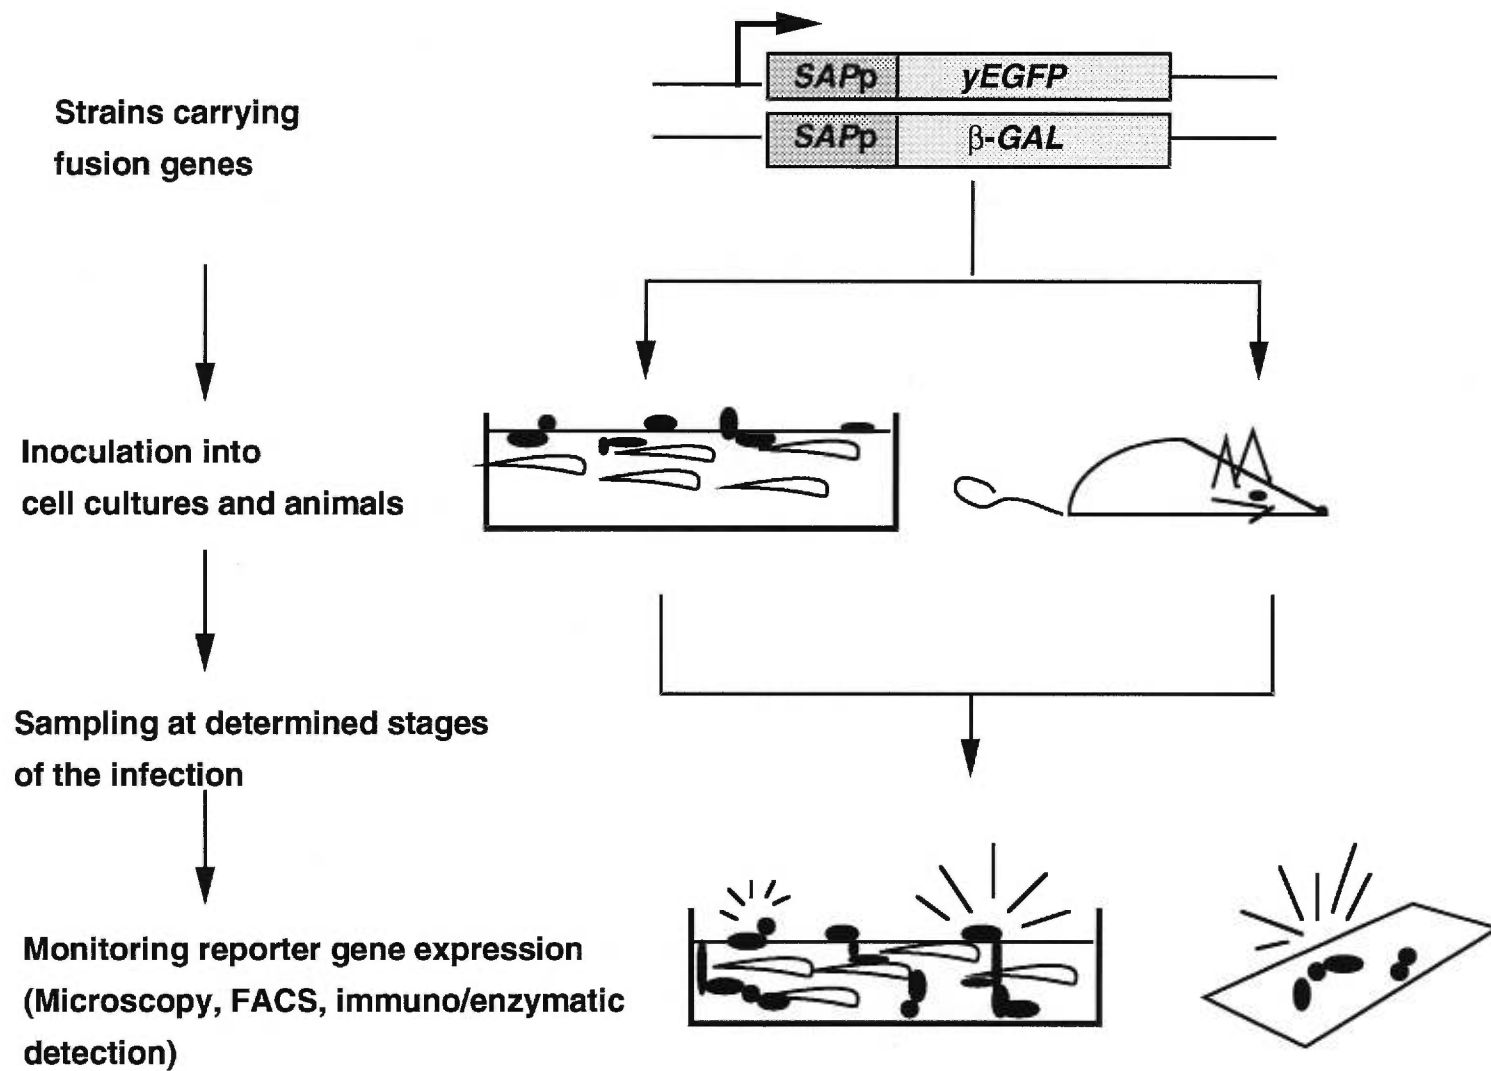 Strains carrying
fusion genes
SAPp yEGFP
SAPp β-GAL
Inoculation into
cell cultures and animals
Sampling at determined stages
of the infection
Monitoring reporter gene expression
(Microscopy, FACS, immuno/enzymatic
detection)